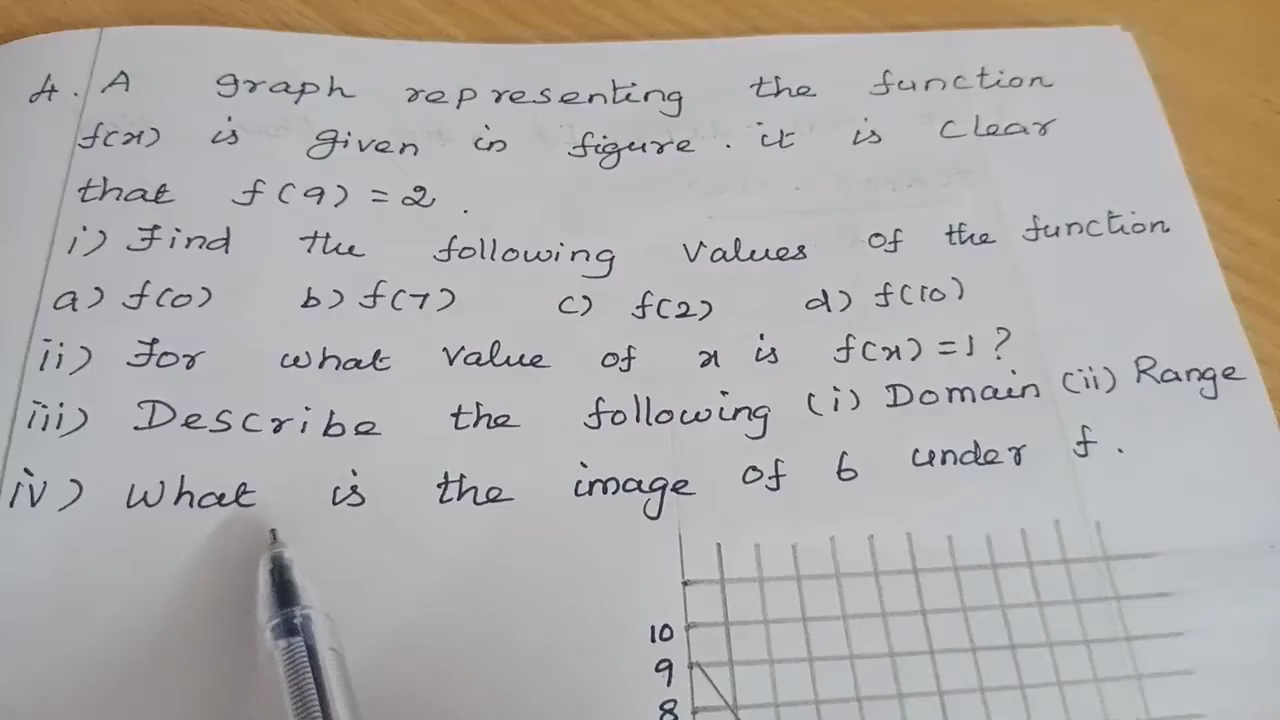 4. A graph representing the function
f(x) is given in figure. it is clear
that f(9) = 2.
i) Find the following values of the function
a) f(0) b) f(7) c) f(2) d) f(10)
ii) For what value of x is f(x) = 1?
iii) Describe the following (i) Domain (ii) Range
iv) What is the image of 6 under f.
10
9
8